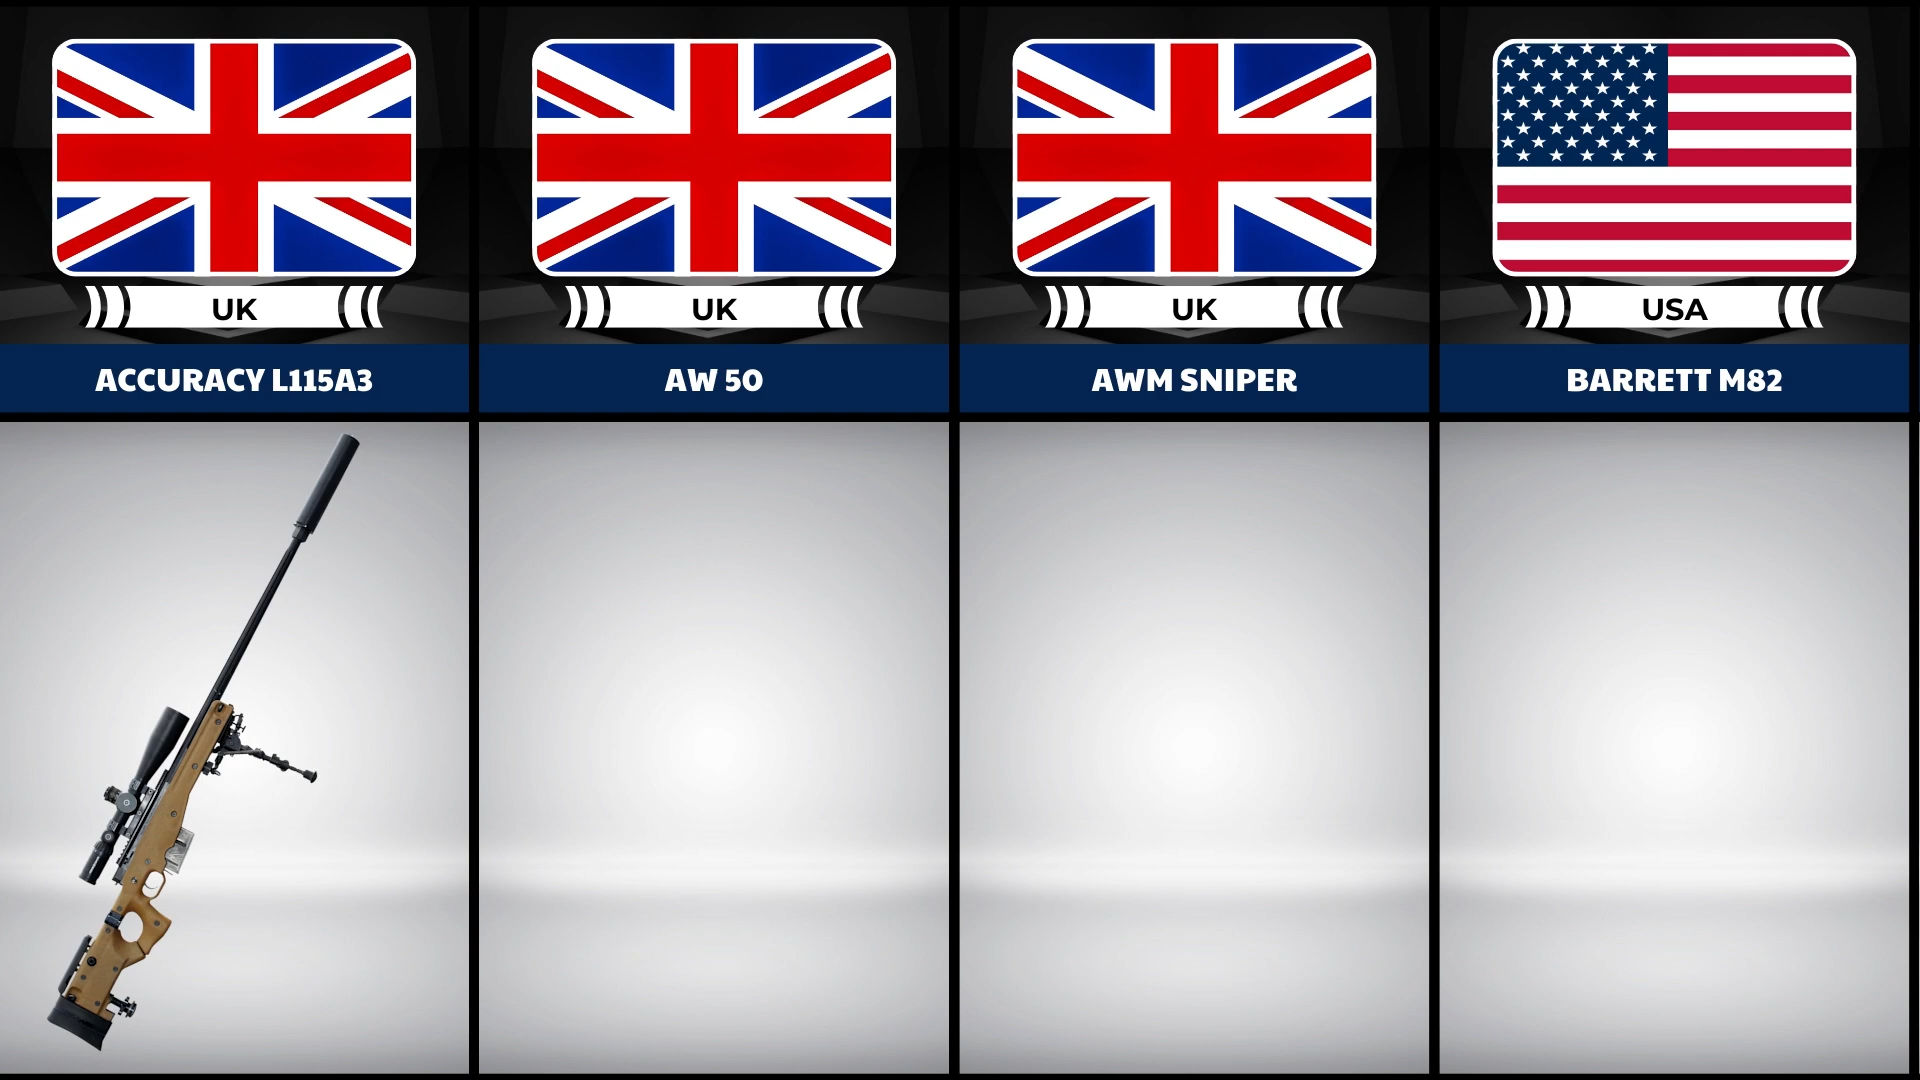 UK
UK
UK
USA
ACCURACY L115A3
AW 50
AWM SNIPER
BARRETT M82